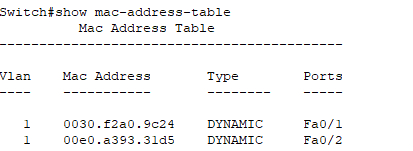 Switch#show mac-address-table
Mac Address Table
-------------------------------------------
Vlan    Mac Address       Type        Ports
----    -----------       --------    -----
1    0030.f2a0.9c24    DYNAMIC     Fa0/1
1    00e0.a393.31d5    DYNAMIC     Fa0/2